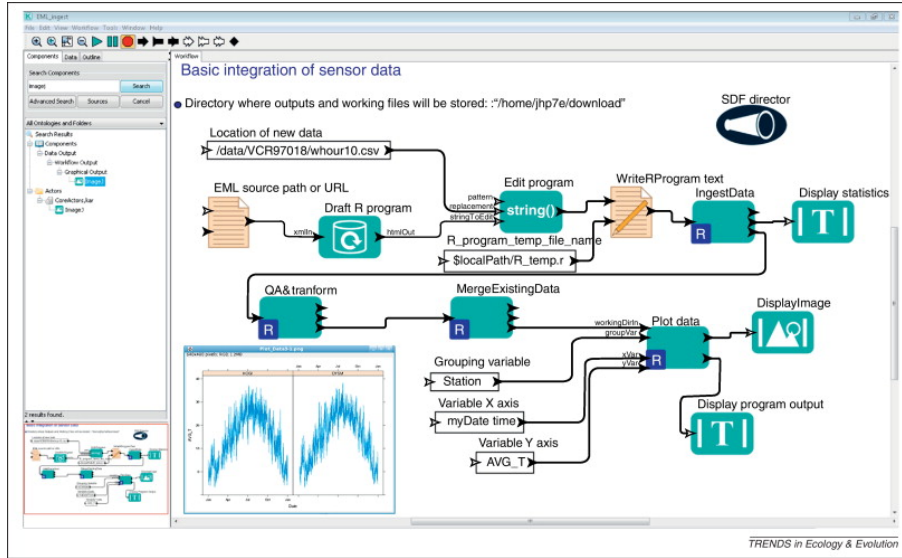 EML_ingest
File Edit View Workflow Tools Window Help
Components Data Outline
Workflow
Search Components
imagej
Search
Advanced Search Sources Cancel
All Ontologies and Folders
Search Results
Components
Data Output
Workflow Output
Graphical Output
ImageJ
Actors
CoreActors.kar
ImageJ
2 results found.
Basic integration of sensor data
Directory where outputs and working files will be stored: :"/home/jhp7e/download"
SDF director
Location of new data
/data/VCR97018/whour10.csv
EML source path or URL
Draft R program
xmlIn
htmlOut
Edit program
pattern
replacement
stringToEdit
string()
WriteRProgram text
IngestData
R
Display statistics
T
R_program_temp_file_name
$localPath/R_temp.r
QA&tranform
R
MergeExistingData
R
workingDirIn
groupVar
xVar
yVar
Plot data
R
DisplayImage
Grouping variable
Station
Variable X axis
myDate time
Variable Y axis
AVG_T
Display program output
T
AVG_T
Date
TRENDS in Ecology & Evolution